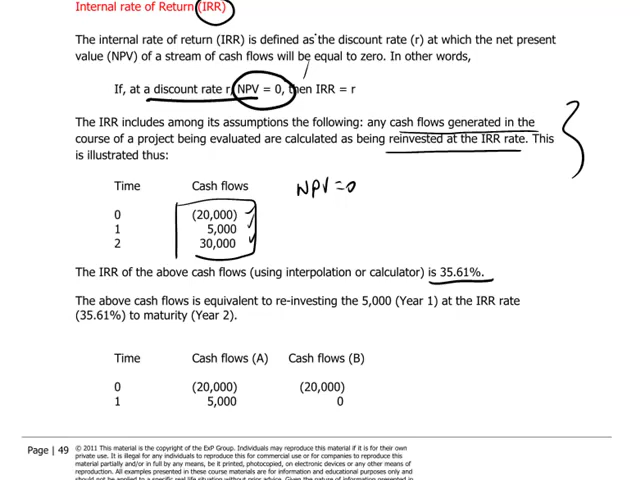 Internal rate of Return (IRR)
The internal rate of return (IRR) is defined as the discount rate (r) at which the net present
value (NPV) of a stream of cash flows will be equal to zero. In other words,
If, at a discount rate r, NPV = 0, then IRR = r
The IRR includes among its assumptions the following: any cash flows generated in the
course of a project being evaluated are calculated as being reinvested at the IRR rate. This
is illustrated thus:
Time Cash flows NPV = 0
0 (20,000)
1 5,000
2 30,000
The IRR of the above cash flows (using interpolation or calculator) is 35.61%.
The above cash flows is equivalent to re-investing the 5,000 (Year 1) at the IRR rate
(35.61%) to maturity (Year 2).
Time Cash flows (A) Cash flows (B)
0 (20,000) (20,000)
1 5,000 0
Page | 49 © 2011 This material is the copyright of the ExP Group. Individuals may reproduce this material if it is for their own
private use. It is illegal for any individuals to reproduce this for commercial use or for companies to reproduce this
material partially and/or in full by any means, be it printed, photocopied, on electronic devices or any other means of
reproduction. All examples presented in these course materials are for information and educational purposes only and